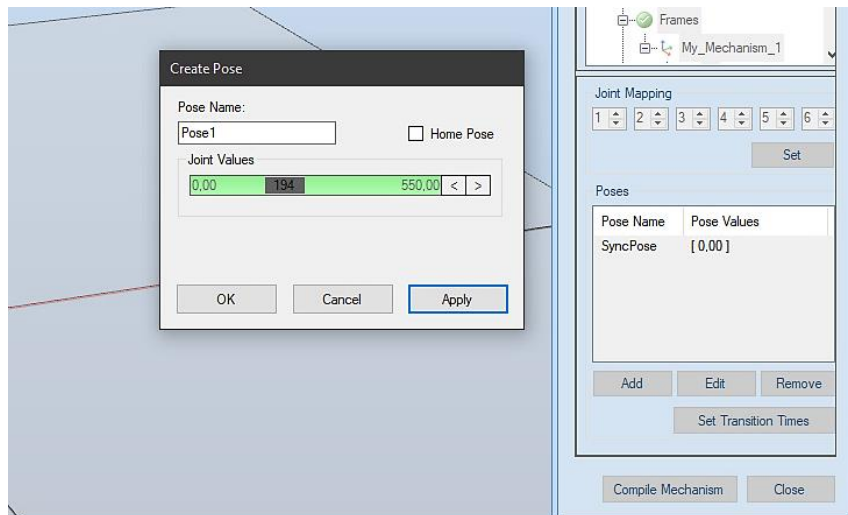 Frames
My_Mechanism_1
Create Pose
Pose Name:
Pose1
Home Pose
Joint Values
0,00 194 550,00 < >
OK Cancel Apply
Joint Mapping
1 2 3 4 5 6
Set
Poses
Pose Name Pose Values
SyncPose [ 0,00 ]
Add Edit Remove
Set Transition Times
Compile Mechanism Close